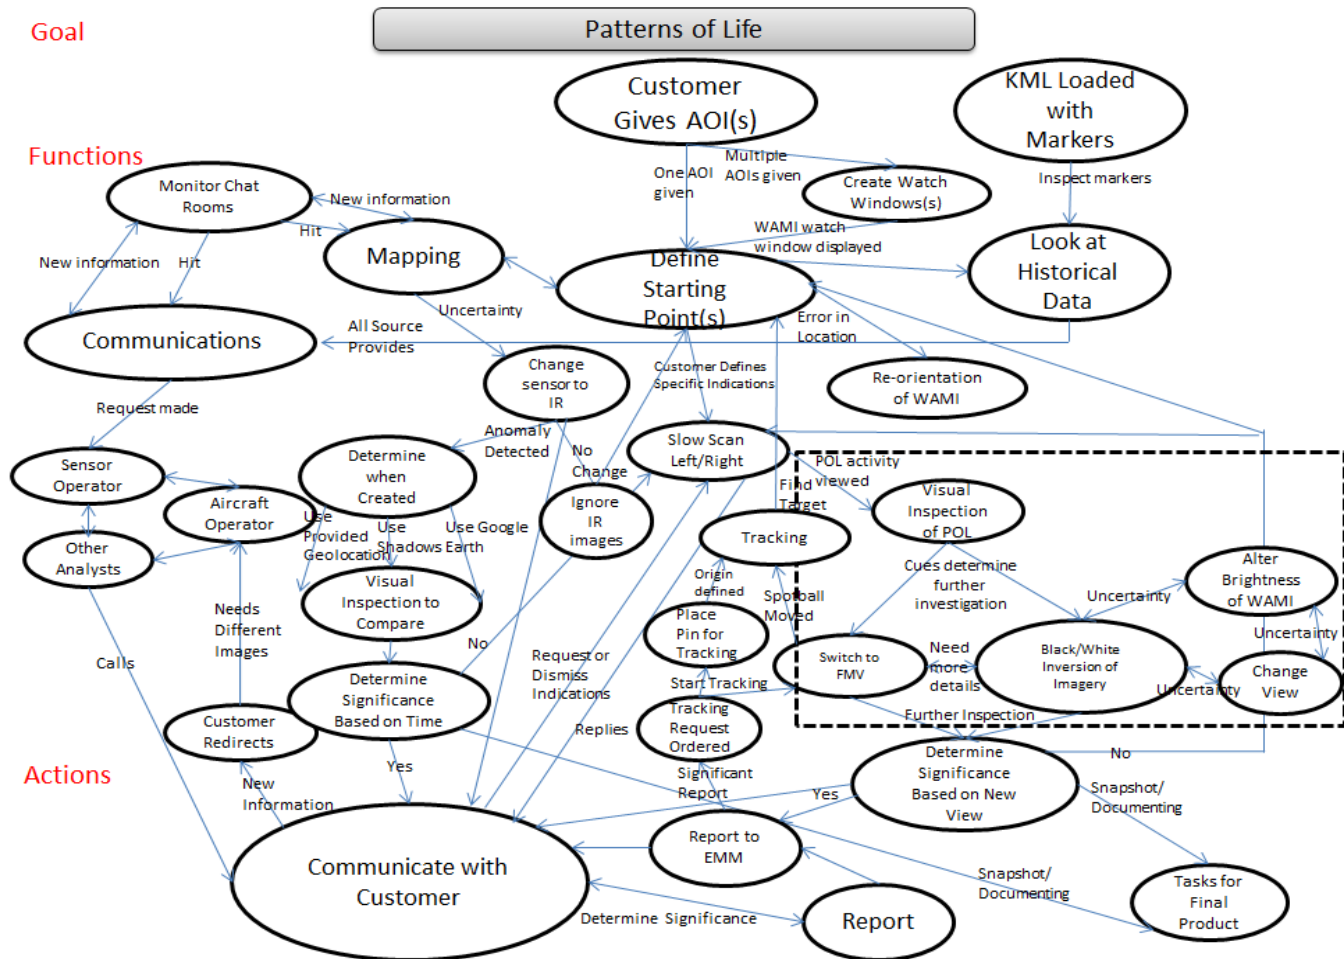 Goal
Patterns of Life
Customer
Gives AOI(s)
KML Loaded
with
Markers
Functions
Monitor Chat
Rooms
New information
Hit
Mapping
One AOI
given
Multiple
AOIs given
Create Watch
Windows(s)
Inspect markers
WAMI watch
window displayed
New information
Hit
Define
Starting
Point(s)
Look at
Historical
Data
Communications
All Source
Provides
Uncertainty
Error in
Location
Change
sensor to
IR
Customer Defines
Specific Indications
Re-orientation
of WAMI
Request made
Anomaly
Detected
No
Change
Slow Scan
Left/Right
POL activity
viewed
Sensor
Operator
Determine
when
Created
Aircraft
Operator
Ignore
IR
images
Find
Target
Visual
Inspection
of POL
Other
Analysts
Use
Provided
Geolocation
Use
Shadows
Use Google
Earth
Tracking
Cues determine
further
investigation
Alter
Brightness
of WAMI
Visual
Inspection to
Compare
Origin
defined
Spotball
Moved
Uncertainty
Needs
Different
Images
Place
Pin for
Tracking
Uncertainty
No
Calls
Request or
Dismiss
Indications
Switch to
FMV
Need
more
details
Black/White
Inversion of
Imagery
Uncertainty
Change
View
Determine
Significance
Based on Time
Start Tracking
Customer
Redirects
Replies
Tracking
Request
Ordered
Further Inspection
Actions
Yes
New
Information
Significant
Report
Determine
Significance
Based on New
View
No
Yes
Snapshot/
Documenting
Communicate with
Customer
Report to
EMM
Snapshot/
Documenting
Tasks for
Final
Product
Determine Significance
Report